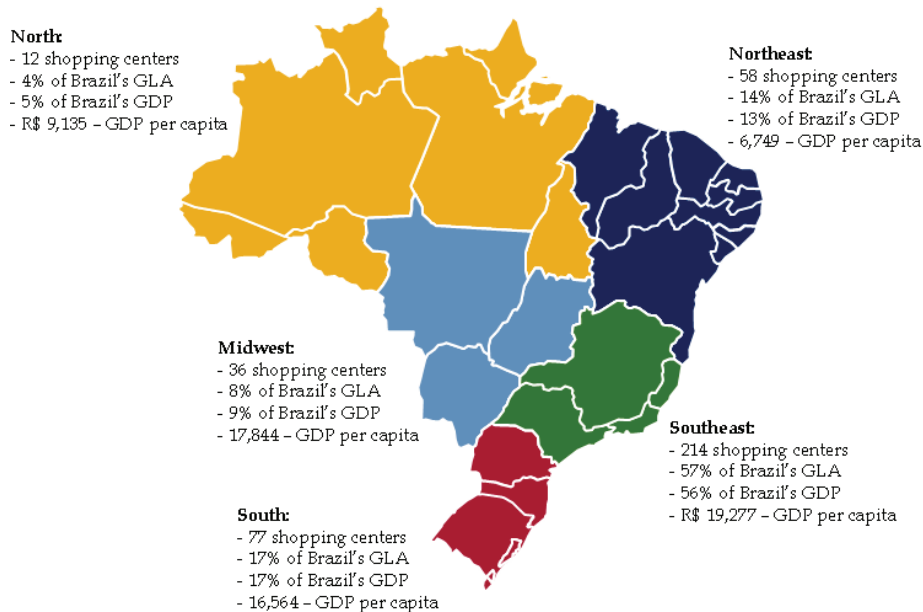 North:
- 12 shopping centers
- 4% of Brazil's GLA
- 5% of Brazil's GDP
- R$ 9,135 – GDP per capita
Northeast:
- 58 shopping centers
- 14% of Brazil's GLA
- 13% of Brazil's GDP
- 6,749 – GDP per capita
Midwest:
- 36 shopping centers
- 8% of Brazil's GLA
- 9% of Brazil's GDP
- 17,844 – GDP per capita
Southeast:
- 214 shopping centers
- 57% of Brazil's GLA
- 56% of Brazil's GDP
- R$ 19,277 – GDP per capita
South:
- 77 shopping centers
- 17% of Brazil's GLA
- 17% of Brazil's GDP
- 16,564 – GDP per capita